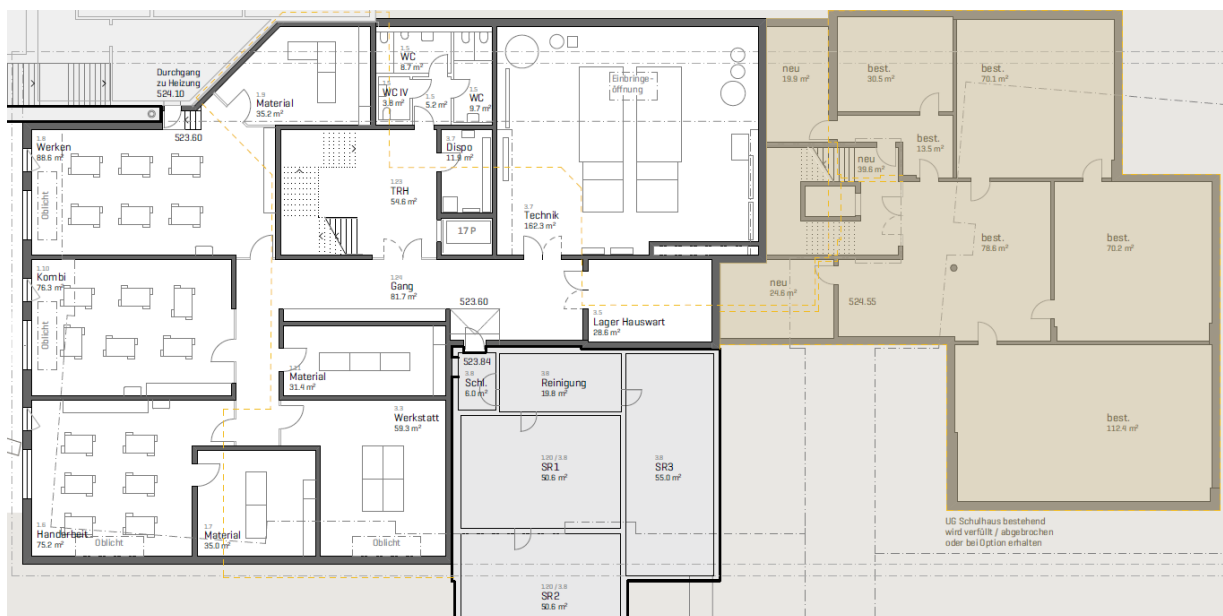 Durchgang
zu Heizung
524.10
1.9
Material
35.2 m²
1.5
WC
8.7 m²
1.5
WC IV
3.8 m²
1.5
5.2 m²
1.5
WC
9.7 m²
Einbringe-
öffnung
neu
19.9 m²
best.
30.5 m²
best.
70.1 m²
523.60
1.8
Werken
88.6 m²
Oblicht
1.23
TRH
54.6 m²
3.7
Dispo
11.9 m²
17 P
3.7
Technik
162.3 m²
best.
13.5 m²
neu
39.6 m²
best.
78.6 m²
best.
70.2 m²
1.10
Kombi
76.3 m²
Oblicht
1.24
Gang
81.7 m²
523.60
3.5
Lager Hauswart
28.6 m²
neu
24.6 m²
524.55
Material
31.4 m²
523.84
3.8
Schl.
6.0 m²
3.8
Reinigung
19.8 m²
3.3
Werkstatt
59.3 m²
best.
112.4 m²
1.20 / 3.8
SR1
50.6 m²
3.8
SR3
55.0 m²
Handarbeit
75.2 m²
Oblicht
1.7
Material
35.0 m²
Oblicht
UG Schulhaus bestehend
wird verfüllt / abgebrochen
oder bei Option erhalten
1.20 / 3.8
SR2
50.6 m²